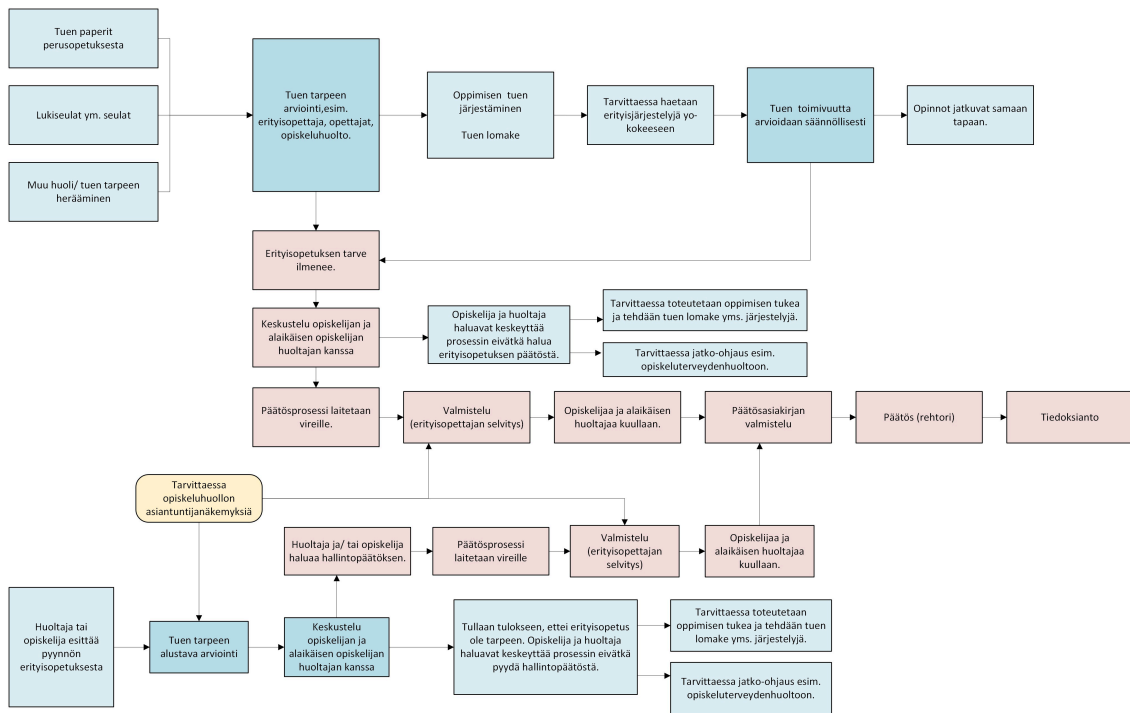 Tuen paperit
perusopetuksesta
Lukiseulat ym. seulat
Muu huoli/ tuen tarpeen
herääminen
Tuen tarpeen
arviointi,esim.
erityisopettaja, opettajat,
opiskeluhuolto.
Oppimisen tuen
järjestäminen
Tuen lomake
Tarvittaessa haetaan
erityisjärjestelyjä yo-
kokeeseen
Tuen toimivuutta
arvioidaan säännöllisesti
Opinnot jatkuvat samaan
tapaan.
Erityisopetuksen tarve
ilmenee.
Keskustelu opiskelijan ja
alaikäisen opiskelijan
huoltajan kanssa
Opiskelija ja huoltaja
haluavat keskeyttää
prosessin eivätkä halua
erityisopetuksen päätöstä.
Tarvittaessa toteutetaan oppimisen tukea
ja tehdään tuen lomake yms. järjestelyjä.
Tarvittaessa jatko-ohjaus esim.
opiskeluterveydenhuoltoon.
Päätösprosessi laitetaan
vireille.
Valmistelu
(erityisopettajan selvitys)
Opiskelijaa ja alaikäisen
huoltajaa kuullaan.
Päätösasiakirjan
valmistelu
Päätös (rehtori)
Tiedoksianto
Tarvittaessa
opiskeluhuollon
asiantuntijanäkemyksiä
Huoltaja ja/ tai opiskelija
haluaa hallintopäätöksen.
Päätösprosessi
laitetaan vireille
Valmistelu
(erityisopettajan
selvitys)
Opiskelijaa ja
alaikäisen huoltajaa
kuullaan.
Huoltaja tai
opiskelija esittää
pyynnön
erityisopetuksesta
Tuen tarpeen
alustava arviointi
Keskustelu
opiskelijan ja
alaikäisen opiskelijan
huoltajan kanssa
Tullaan tulokseen, ettei erityisopetus
ole tarpeen. Opiskelija ja huoltaja
haluavat keskeyttää prosessin eivätkä
pyydä hallintopäätöstä.
Tarvittaessa toteutetaan
oppimisen tukea ja tehdään tuen
lomake yms. järjestelyjä.
Tarvittaessa jatko-ohjaus esim.
opiskeluterveydenhuoltoon.